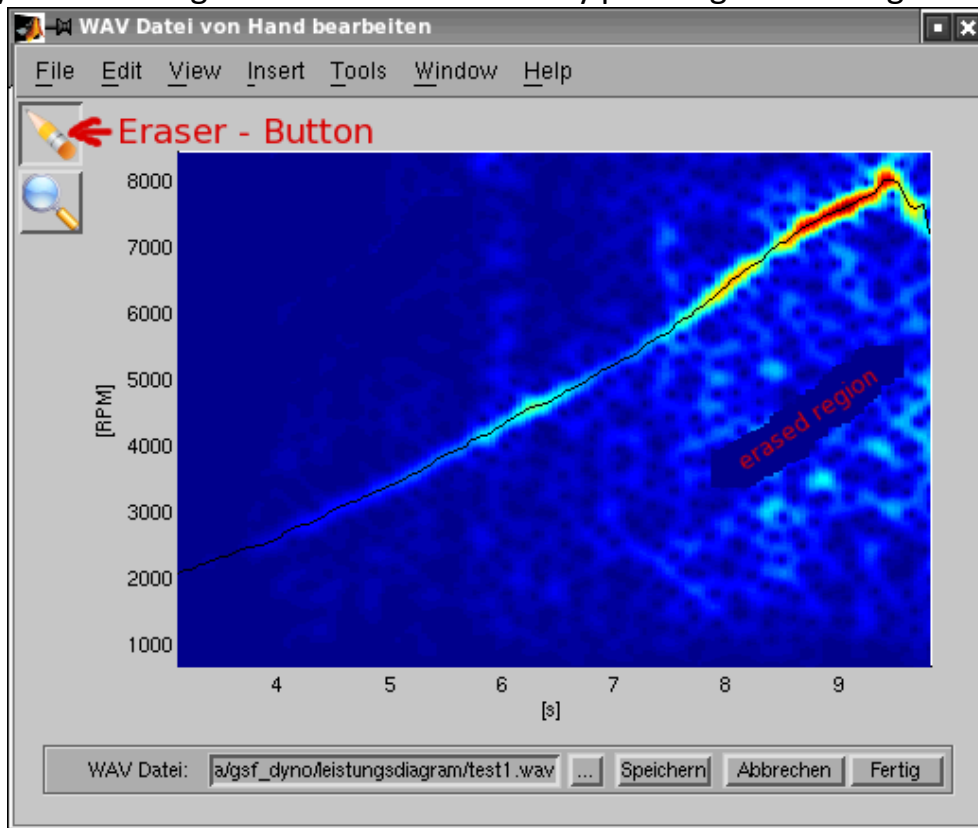 WAV Datei von Hand bearbeiten
File Edit View Insert Tools Window Help
Eraser - Button
8000
7000
6000
5000
4000
3000
2000
1000
[RPM]
erased region
4 5 6 7 8 9
[s]
WAV Datei: a/gsf_dyno/leistungsdiagram/test1.wav ... Speichern Abbrechen Fertig